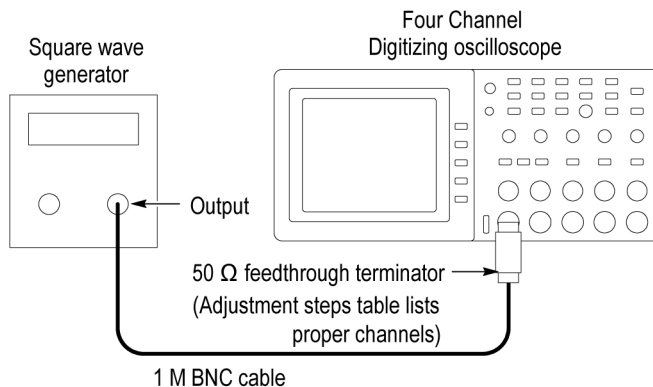 Four Channel
Digitizing oscilloscope
Square wave
generator
Output
50 Ω feedthrough terminator
(Adjustment steps table lists
proper channels)
1 M BNC cable